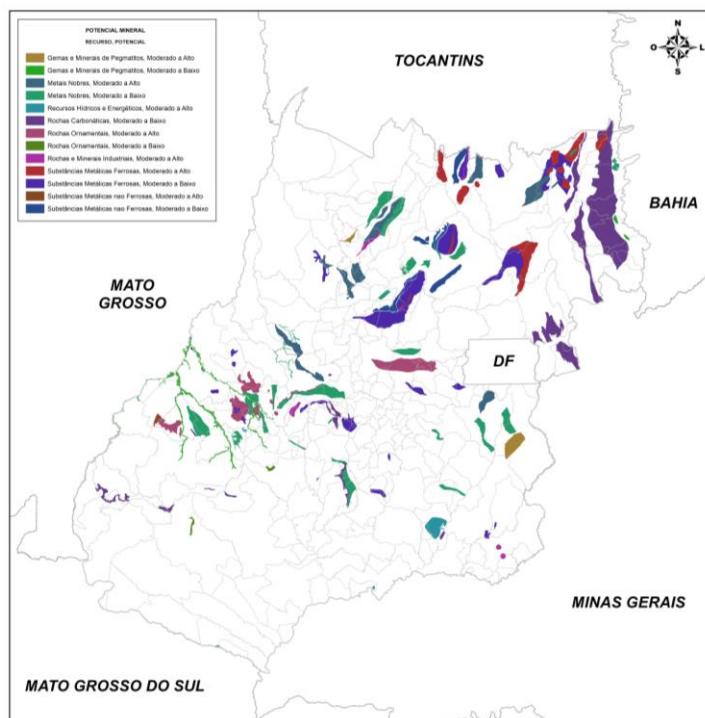 POTENCIAL MINERAL
RECURSO, POTENCIAL
Gemas e Minerais de Pegmatitos, Moderado a Alto
Gemas e Minerais de Pegmatitos, Moderado a Baixo
Metais Nobres, Moderado a Alto
Metais Nobres, Moderado a Baixo
Recursos Hídricos e Energéticos, Moderado a Alto
Rochas Carbonáticas, Moderado a Baixo
Rochas Ornamentais, Moderado a Alto
Rochas Ornamentais, Moderado a Baixo
Rochas e Minerais Industriais, Moderado a Alto
Substâncias Metálicas Ferrosas, Moderado a Alto
Substâncias Metálicas Ferrosas, Moderado a Baixo
Substâncias Metálicas nao Ferrosas, Moderado a Alto
Substâncias Metálicas nao Ferrosas, Moderado a Baixo
TOCANTINS
N
O
L
S
BAHIA
MATO
GROSSO
DF
MINAS GERAIS
MATO GROSSO DO SUL